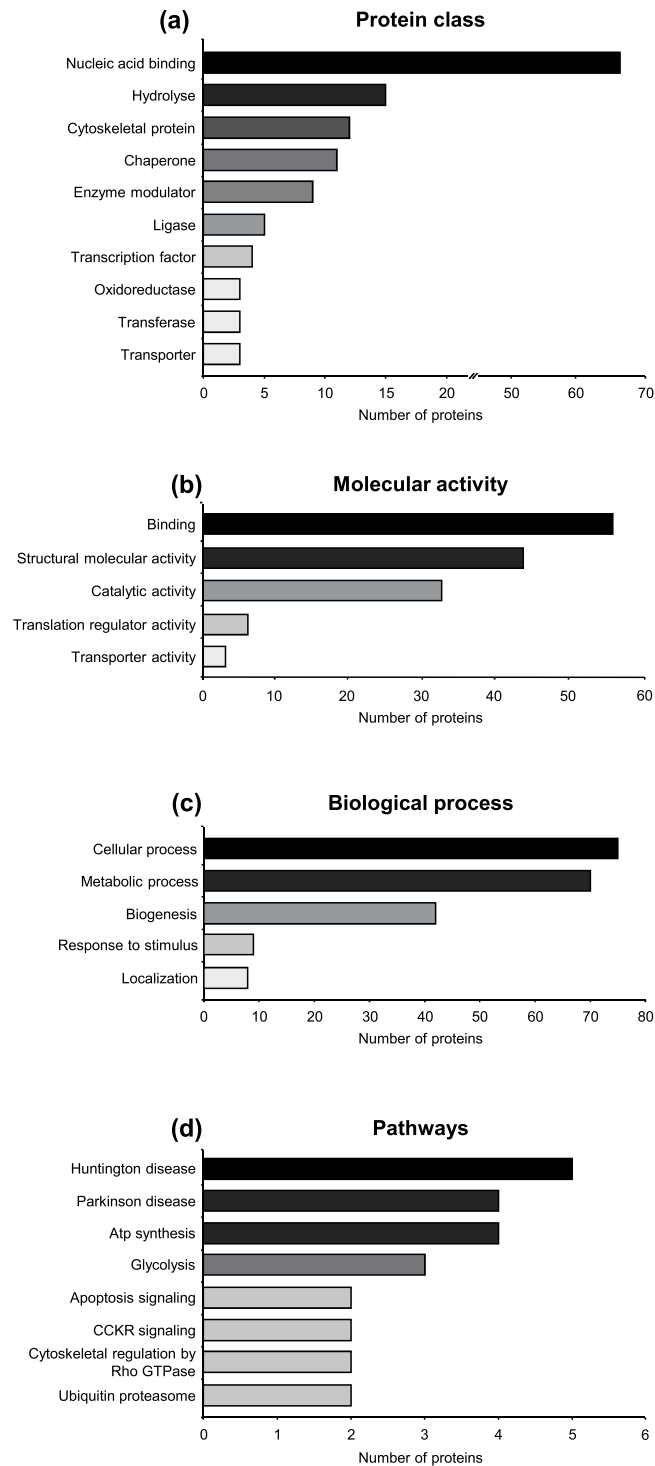 (a) Protein class
Nucleic acid binding
Hydrolyse
Cytoskeletal protein
Chaperone
Enzyme modulator
Ligase
Transcription factor
Oxidoreductase
Transferase
Transporter
0 5 10 15 20 50 60 70
Number of proteins
(b) Molecular activity
Binding
Structural molecular activity
Catalytic activity
Translation regulator activity
Transporter activity
0 10 20 30 40 50 60
Number of proteins
(c) Biological process
Cellular process
Metabolic process
Biogenesis
Response to stimulus
Localization
0 10 20 30 40 50 60 70 80
Number of proteins
(d) Pathways
Huntington disease
Parkinson disease
Atp synthesis
Glycolysis
Apoptosis signaling
CCKR signaling
Cytoskeletal regulation by
Rho GTPase
Ubiquitin proteasome
0 1 2 3 4 5 6
Number of proteins